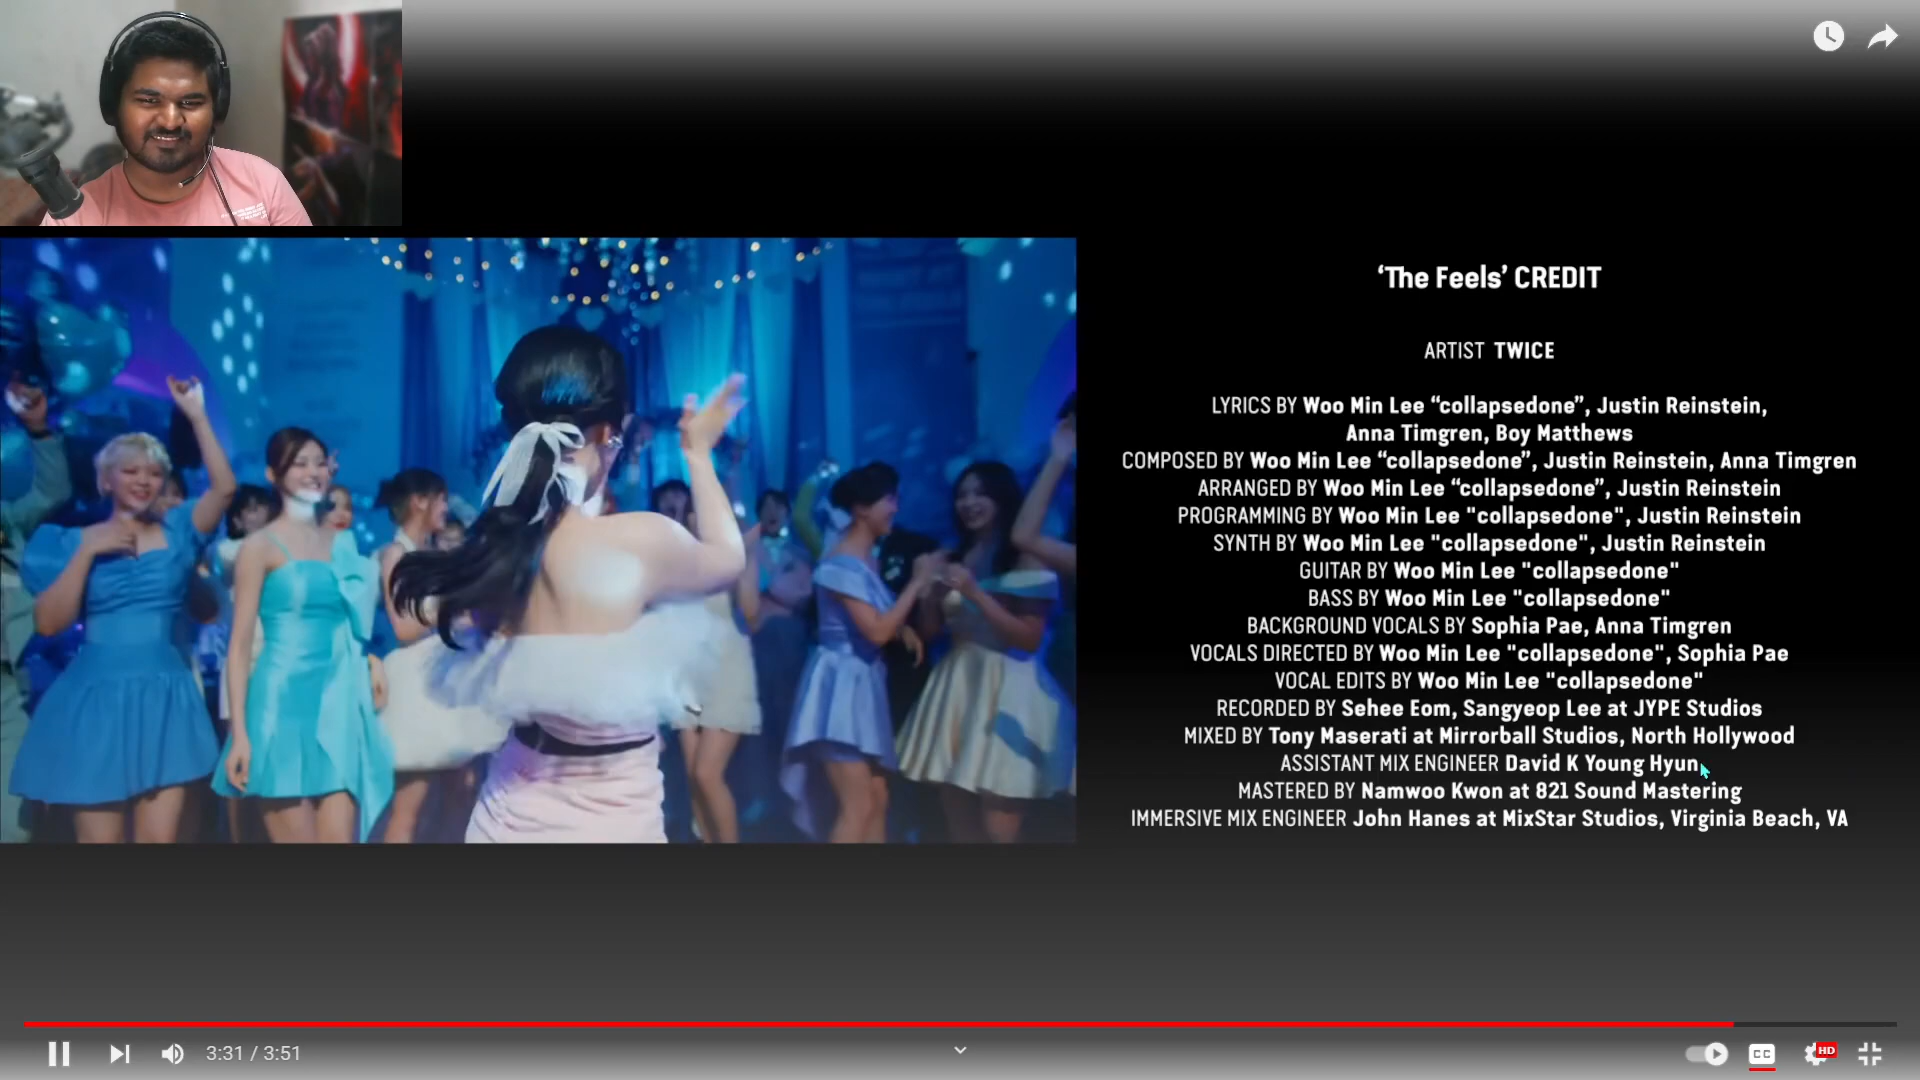 ‘The Feels’ CREDIT
ARTIST TWICE
LYRICS BY Woo Min Lee “collapsedone”, Justin Reinstein,
Anna Timgren, Boy Matthews
COMPOSED BY Woo Min Lee “collapsedone”, Justin Reinstein, Anna Timgren
ARRANGED BY Woo Min Lee “collapsedone”, Justin Reinstein
PROGRAMMING BY Woo Min Lee "collapsedone", Justin Reinstein
SYNTH BY Woo Min Lee "collapsedone", Justin Reinstein
GUITAR BY Woo Min Lee "collapsedone"
BASS BY Woo Min Lee "collapsedone"
BACKGROUND VOCALS BY Sophia Pae, Anna Timgren
VOCALS DIRECTED BY Woo Min Lee "collapsedone", Sophia Pae
VOCAL EDITS BY Woo Min Lee "collapsedone"
RECORDED BY Sehee Eom, Sangyeop Lee at JYPE Studios
MIXED BY Tony Maserati at Mirrorball Studios, North Hollywood
ASSISTANT MIX ENGINEER David K Young Hyun
MASTERED BY Namwoo Kwon at 821 Sound Mastering
IMMERSIVE MIX ENGINEER John Hanes at MixStar Studios, Virginia Beach, VA
3:31 / 3:51
CC
HD